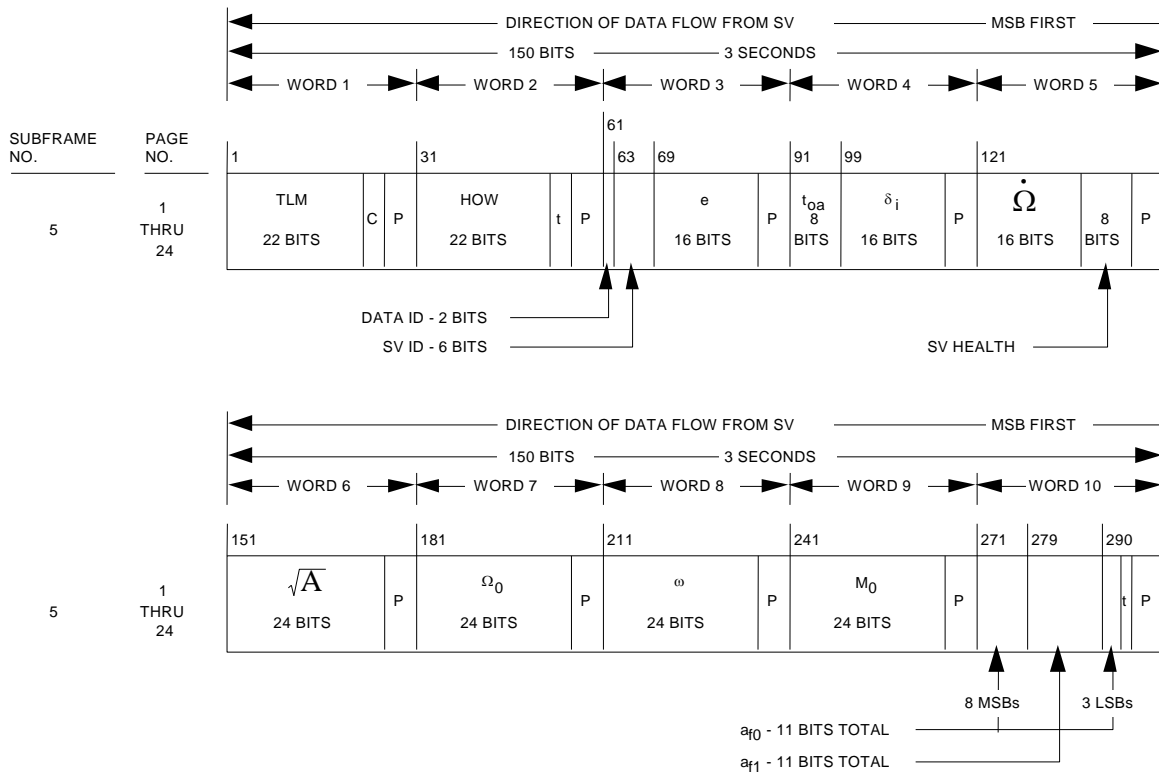 DIRECTION OF DATA FLOW FROM SV MSB FIRST
150 BITS 3 SECONDS
WORD 1 WORD 2 WORD 3 WORD 4 WORD 5
SUBFRAME NO.
PAGE NO.
1 31 61 63 69 91 99 121
5
1 THRU 24
TLM 22 BITS
C
P
HOW 22 BITS
t
P
e 16 BITS
P
t_oa 8 BITS
δ_i 16 BITS
P
Ω̇ 16 BITS
8 BITS
P
DATA ID - 2 BITS
SV ID - 6 BITS
SV HEALTH
DIRECTION OF DATA FLOW FROM SV MSB FIRST
150 BITS 3 SECONDS
WORD 6 WORD 7 WORD 8 WORD 9 WORD 10
151 181 211 241 271 279 290
5
1 THRU 24
√A 24 BITS
P
Ω_0 24 BITS
P
ω 24 BITS
P
M_0 24 BITS
P
t
P
8 MSBs 3 LSBs
a_f0 - 11 BITS TOTAL
a_f1 - 11 BITS TOTAL